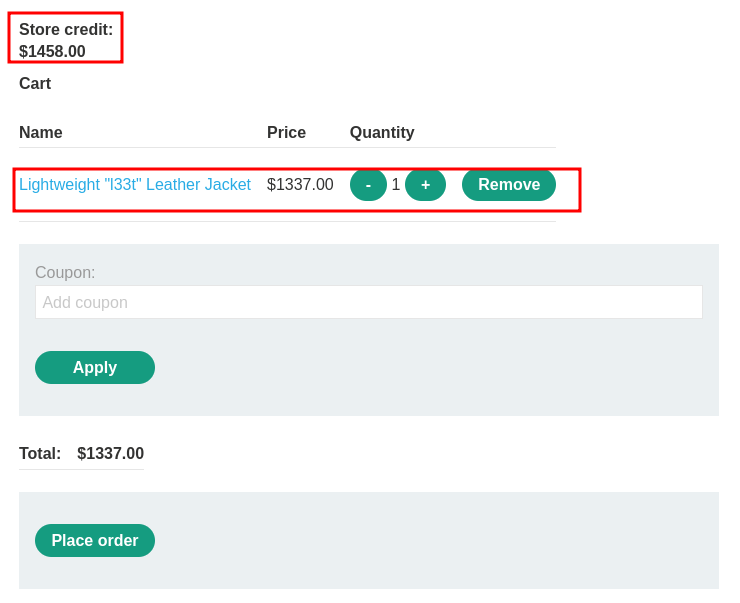 Store credit:
$1458.00
Cart
Name Price Quantity
Lightweight "l33t" Leather Jacket $1337.00 - 1 + Remove
Coupon:
Add coupon
Apply
Total: $1337.00
Place order